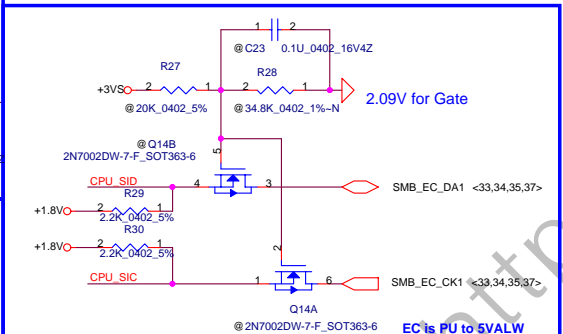 1 2
@ C23 0.1U_0402_16V4Z
R27
R28
+3VS 2 1 2 1
@ 20K_0402_5% @ 34.8K_0402_1%~N
2.09V for Gate
@ Q14B
2N7002DW-7-F_SOT363-6
5
CPU_SID 4 3 SMB_EC_DA1 <33,34,35,37>
R29
+1.8V 2 1
2.2K_0402_5%
R30
+1.8V 2 1
2.2K_0402_5%
2
CPU_SIC 1 6 SMB_EC_CK1 <33,34,35,37>
Q14A
@ 2N7002DW-7-F_SOT363-6
EC is PU to 5VALW
http